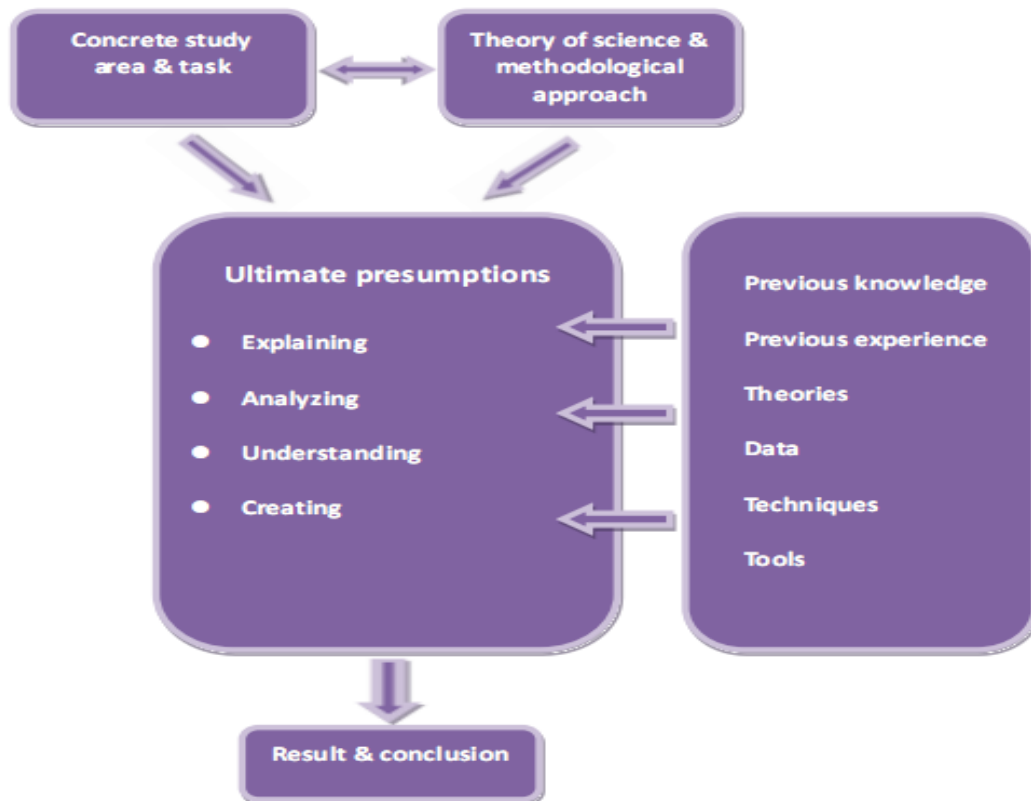 Concrete study
area & task
Theory of science &
methodological
approach
Ultimate presumptions
Explaining
Analyzing
Understanding
Creating
Previous knowledge
Previous experience
Theories
Data
Techniques
Tools
Result & conclusion